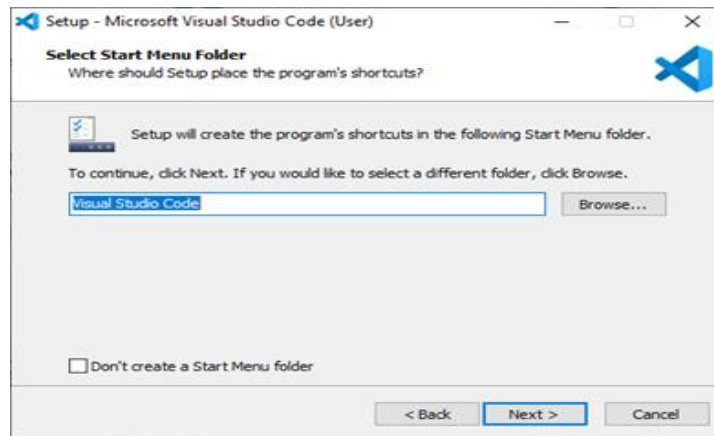 Setup - Microsoft Visual Studio Code (User)
Select Start Menu Folder
Where should Setup place the program's shortcuts?
Setup will create the program's shortcuts in the following Start Menu folder.
To continue, click Next. If you would like to select a different folder, click Browse.
Visual Studio Code
Browse...
Don't create a Start Menu folder
< Back
Next >
Cancel